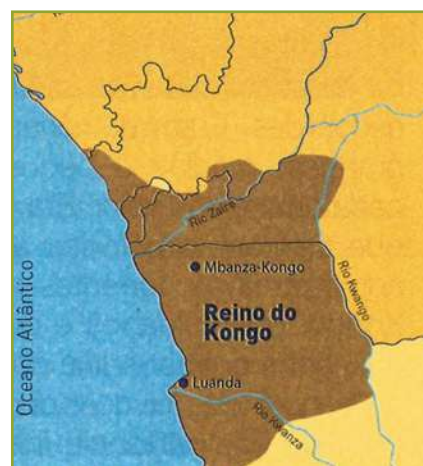 Rio Zaire
Mbanza-Kongo
Reino do
Kongo
Rio Kwango
Oceano Atlântico
Luanda
Rio Kwanza